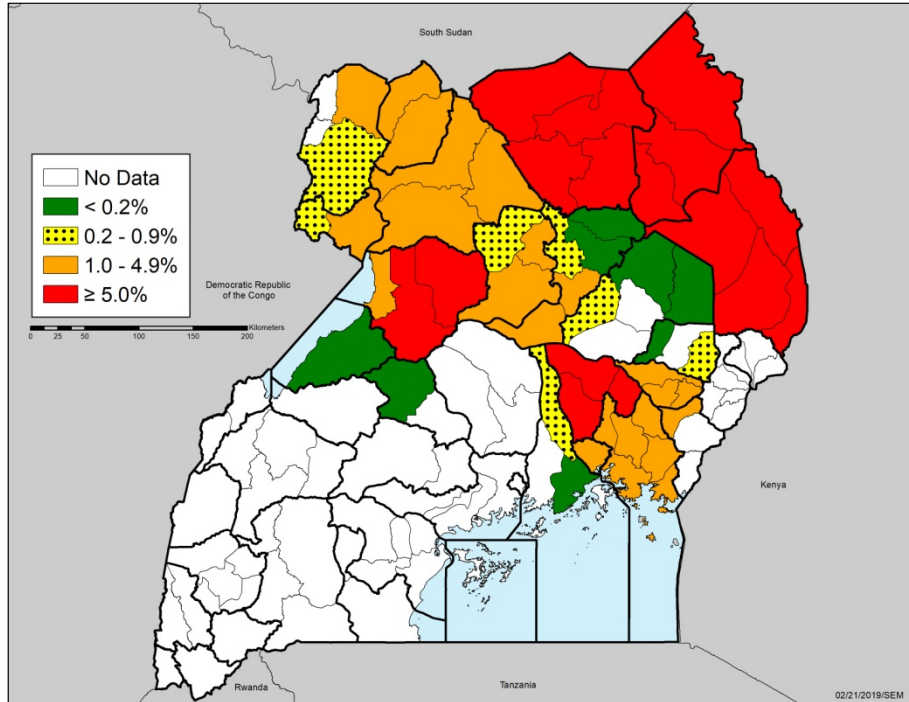 South Sudan
No Data
< 0.2%
0.2 - 0.9%
1.0 - 4.9%
≥ 5.0%
Democratic Republic
of the Congo
Kilometers
0 25 50 100 150 200
Kenya
Rwanda
Tanzania
02/21/2019/SEM